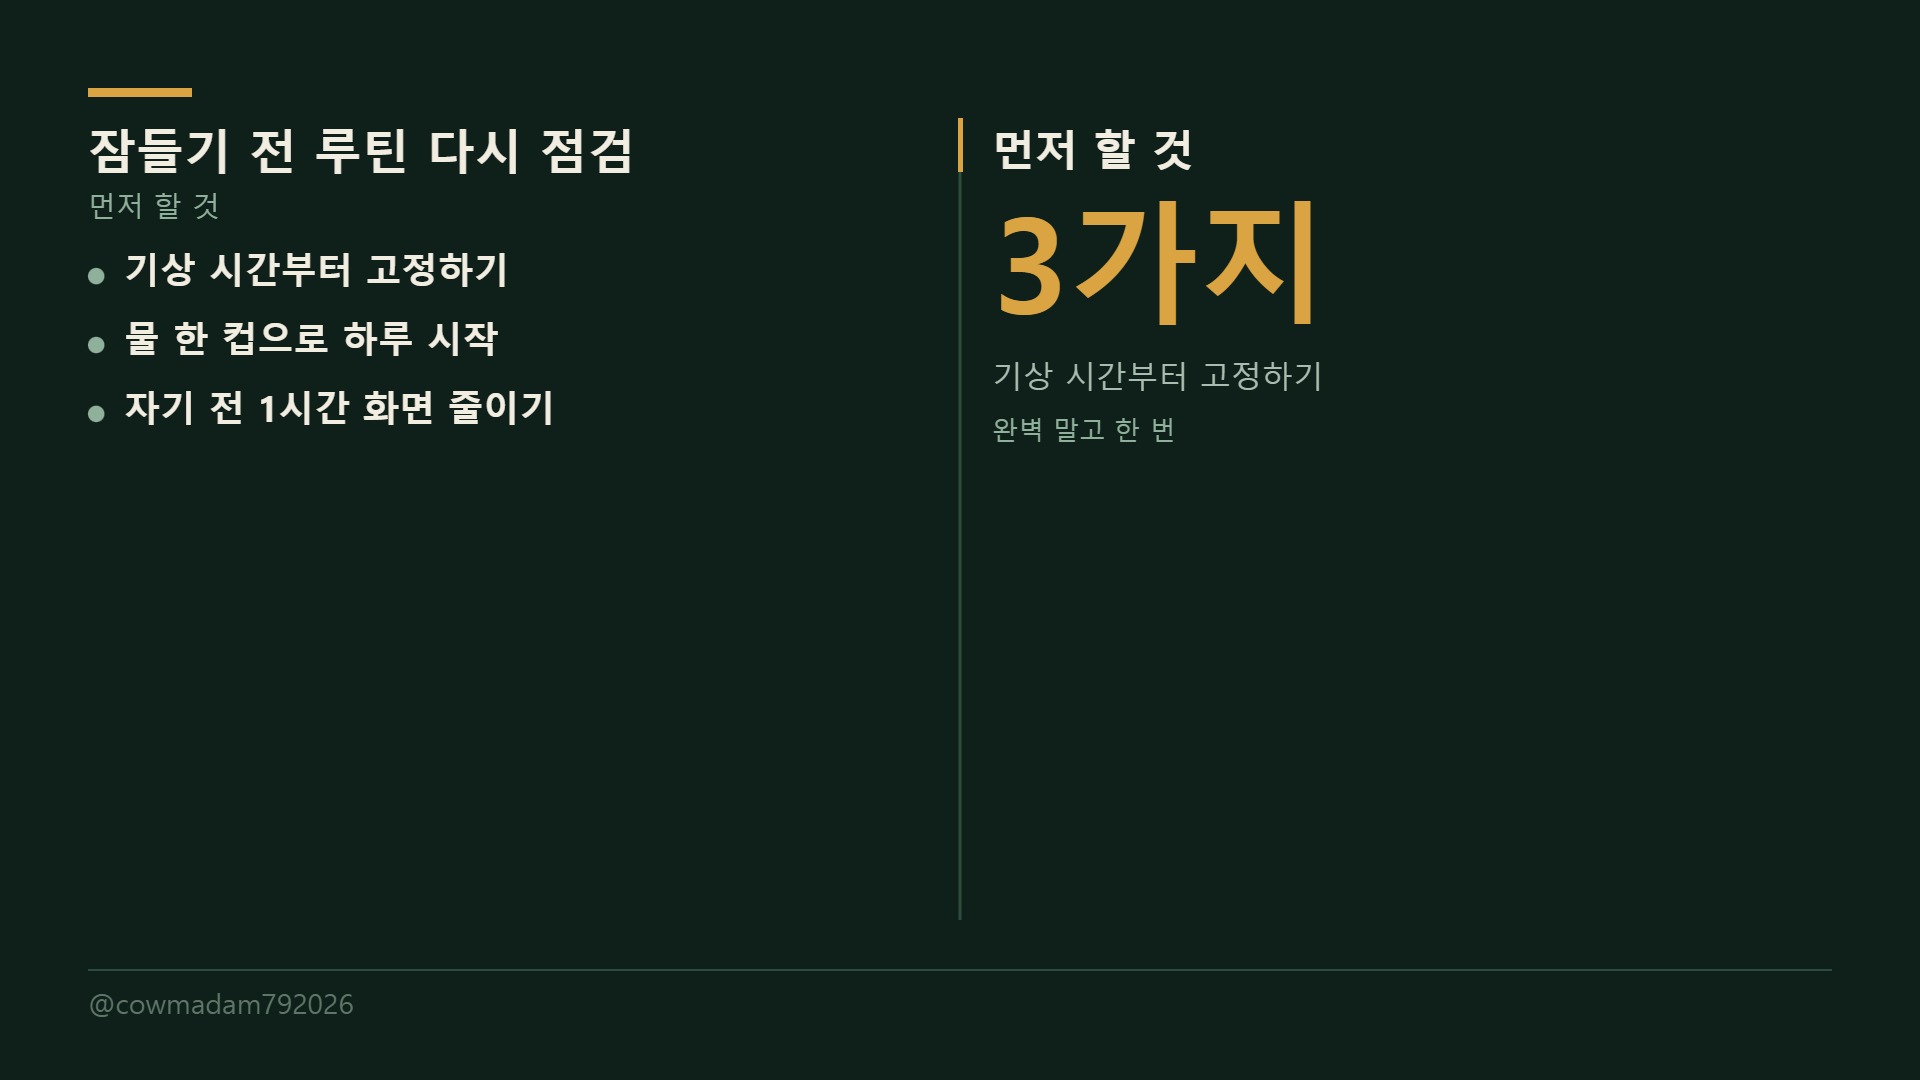 잠들기 전 루틴 다시 점검
먼저 할 것
기상 시간부터 고정하기
물 한 컵으로 하루 시작
자기 전 1시간 화면 줄이기
먼저 할 것
3가지
기상 시간부터 고정하기
완벽 말고 한 번
@cowmadam792026